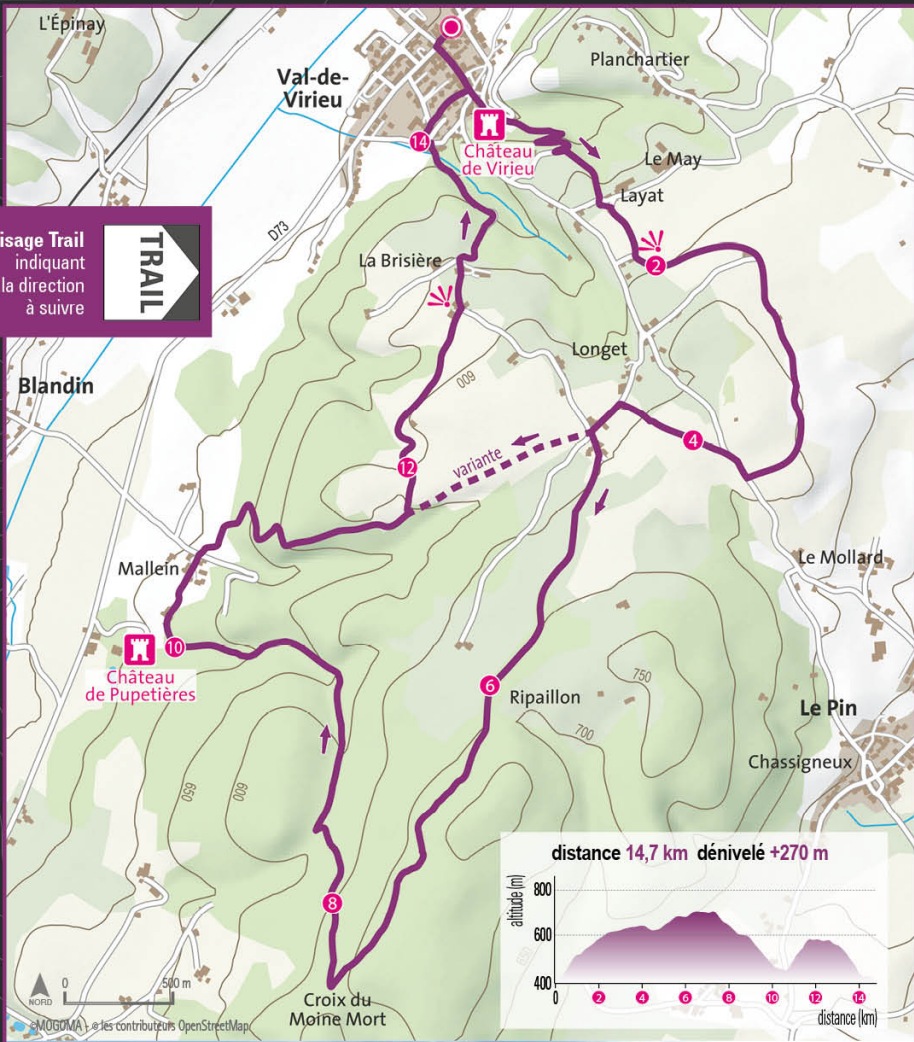 L'Épinay
Val-de-
Virieu
Planchartier
14
Château
de Virieu
Le May
Layat
isage Trail
indiquant
la direction
à suivre
TRAIL
D73
La Brisière
2
Longet
Blandin
600
4
12
variante
Mallein
Le Mollard
10
Château
de Pupetières
6
Ripaillon
750
700
Le Pin
Chassigneux
650
600
8
Croix du
Moine Mort
NORD
0 500 m
©MOGOMA - © les contributeurs OpenStreetMap
distance 14,7 km dénivelé +270 m
altitude (m)
800
600
400
0 2 4 6 8 10 12 14
distance (km)